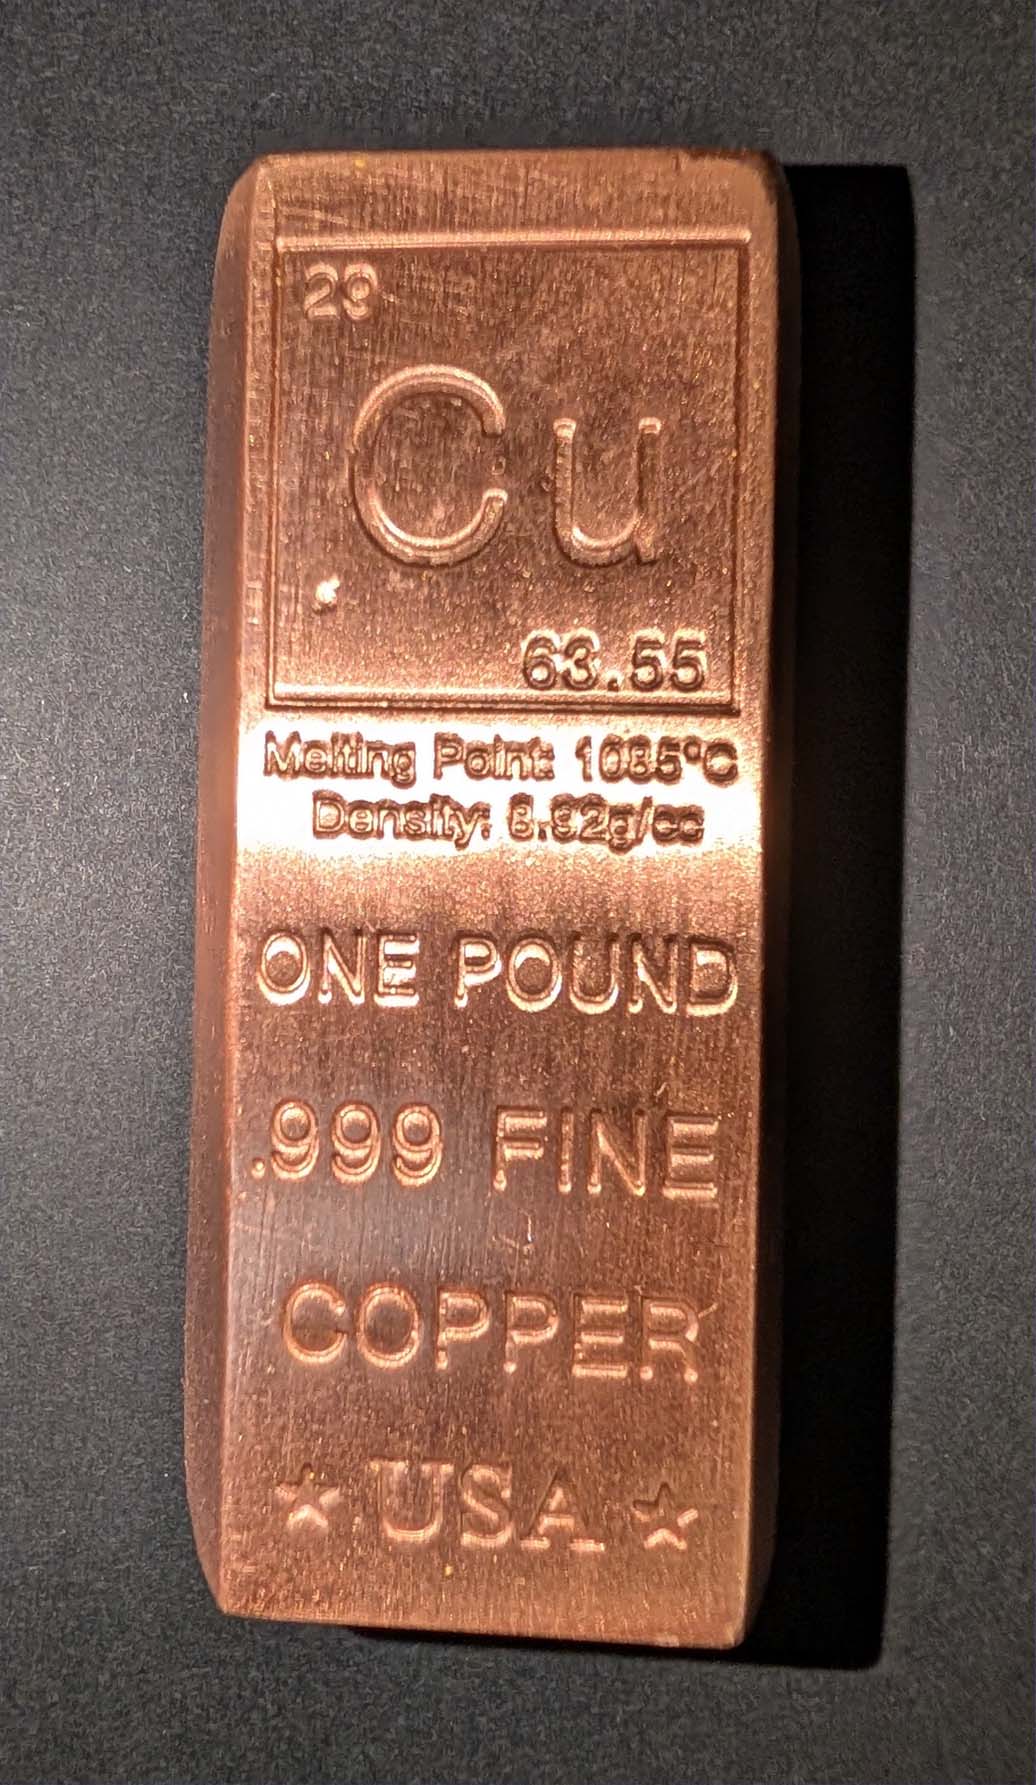 29
Cu
63.55
Melting Point: 1085°C
Density: 8.92g/cc
ONE POUND
.999 FINE
COPPER
★ USA ★